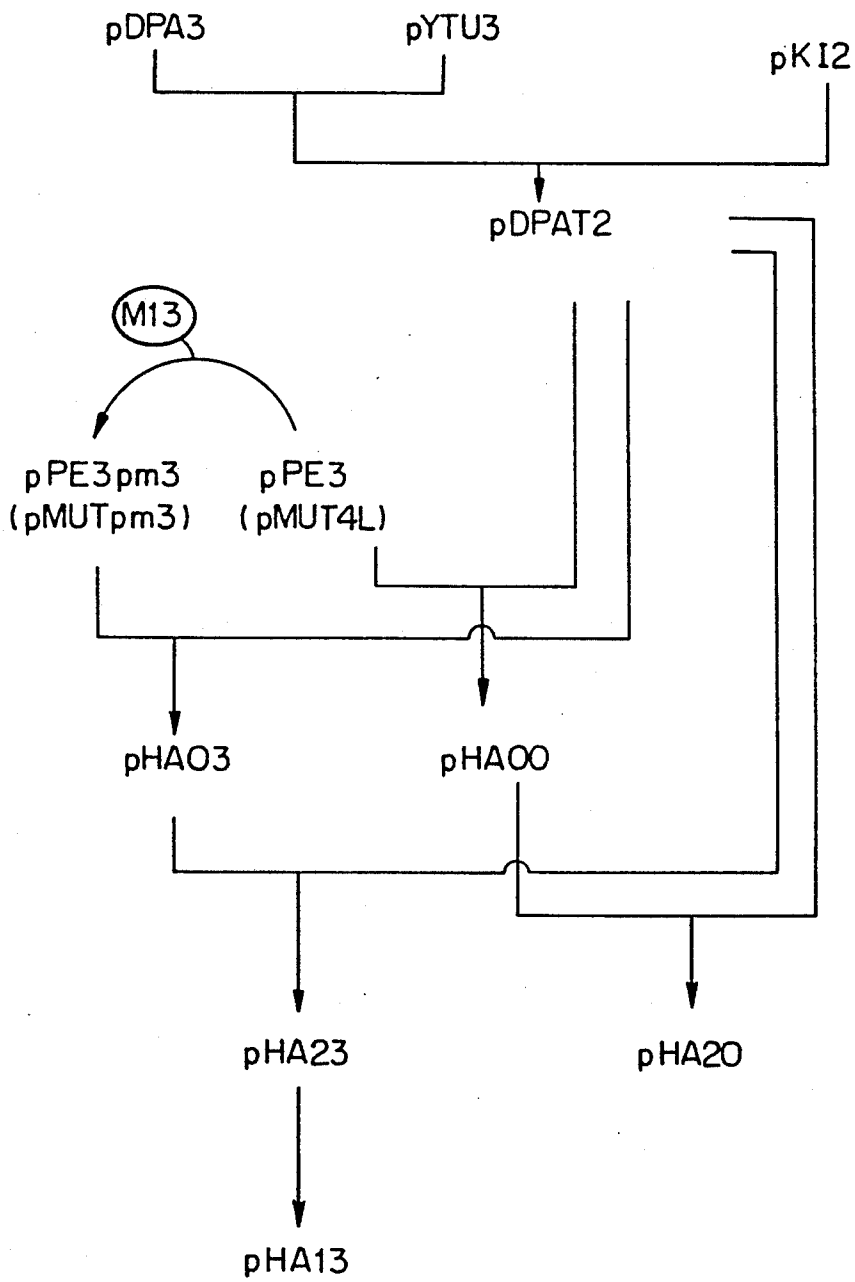 pDPA3
pYTU3
pKI2
pDPAT2
M13
pPE3pm3
(pMUTpm3)
pPE3
(pMUT4L)
pHA03
pHA00
pHA23
pHA20
pHA13